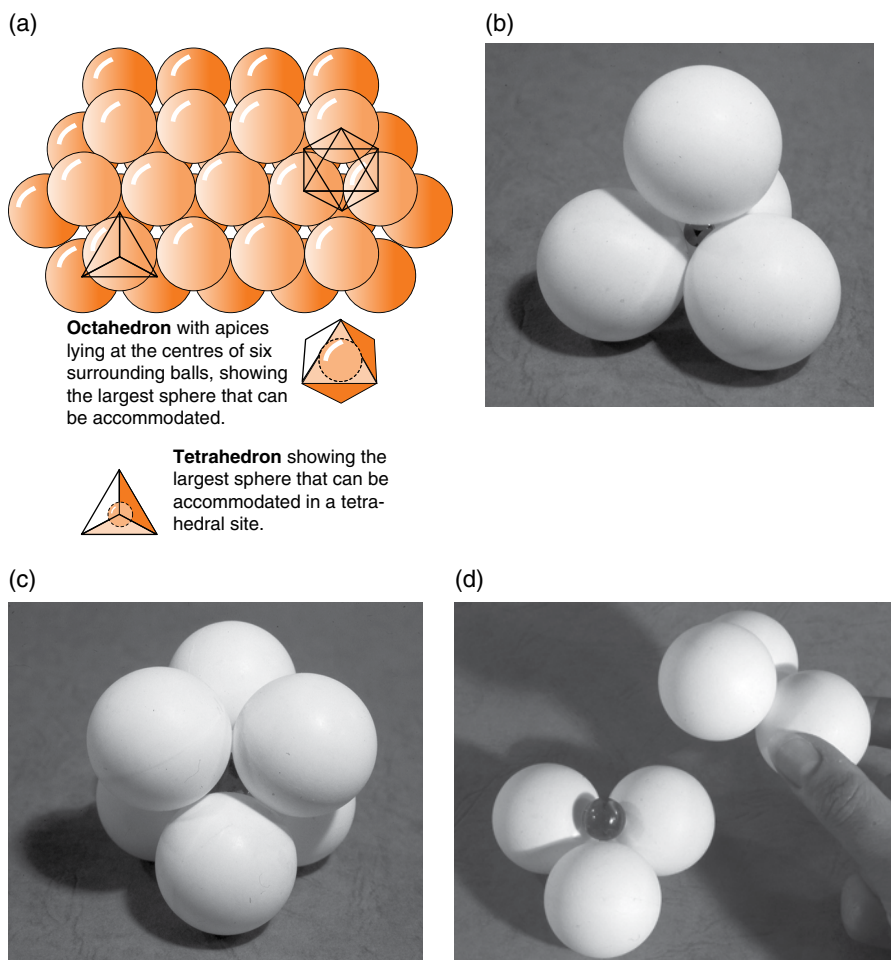 (a)
(b)
Octahedron with apices
lying at the centres of six
surrounding balls, showing
the largest sphere that can
be accommodated.
Tetrahedron showing the
largest sphere that can be
accommodated in a tetra-
hedral site.
(c)
(d)